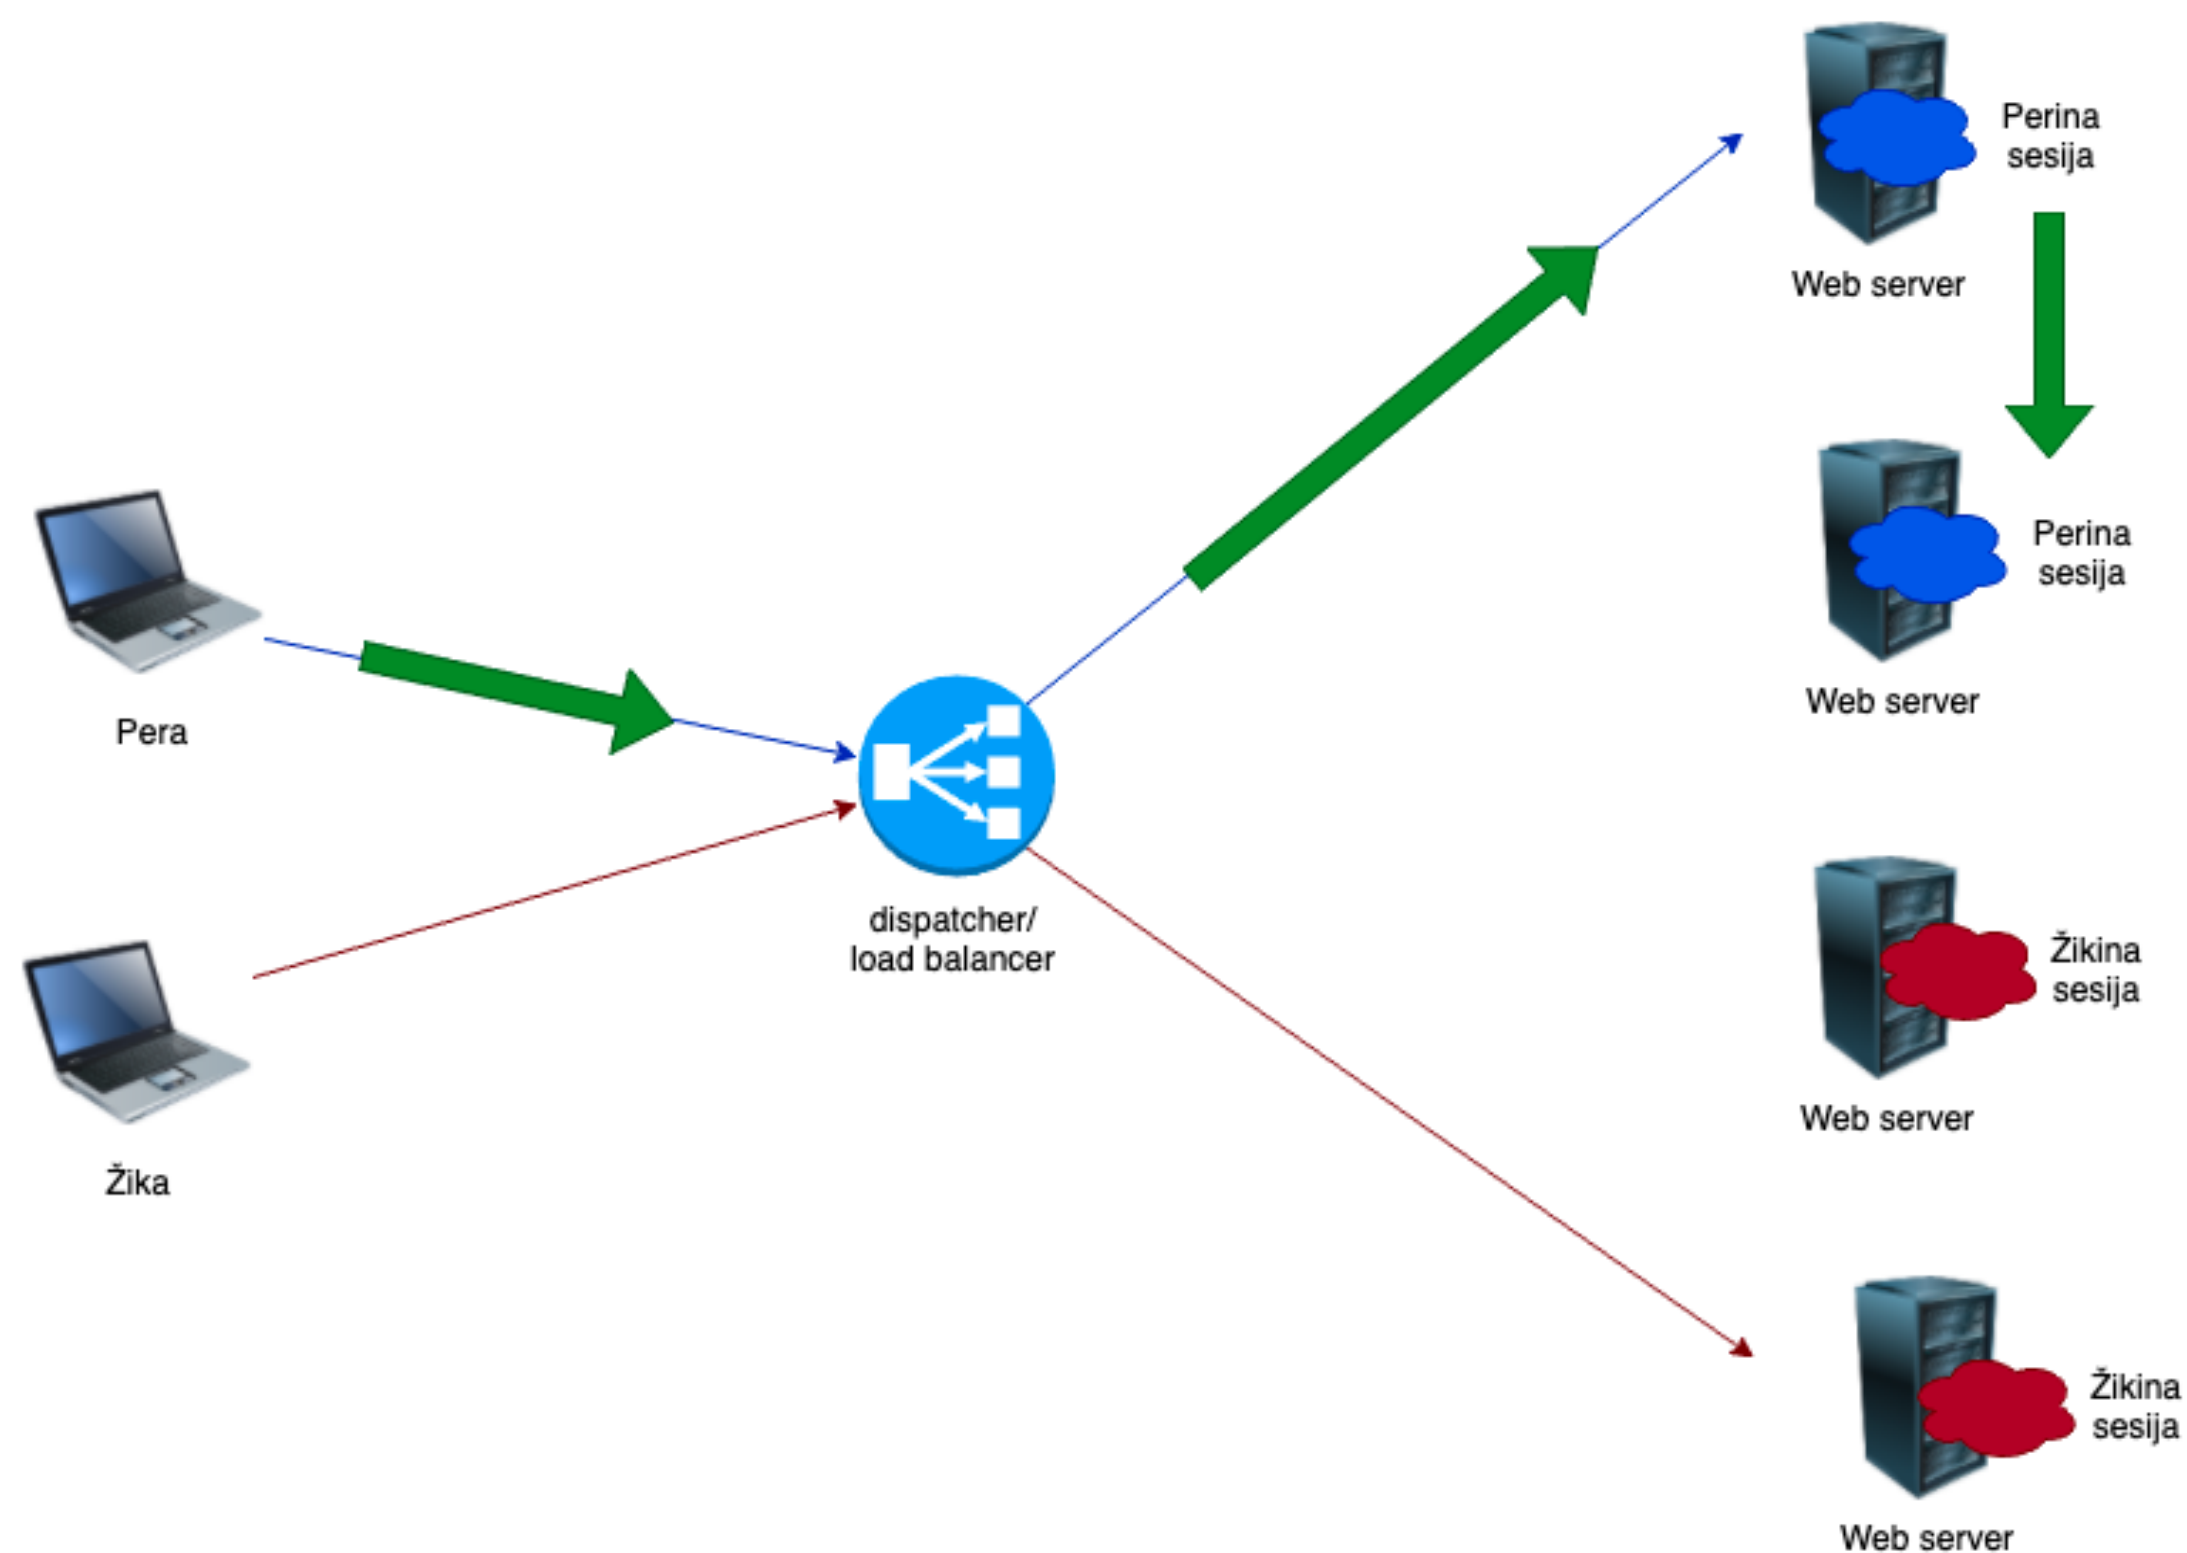 Perina
sesija
Web server
Perina
sesija
Web server
Pera
dispatcher/
load balancer
Žikina
sesija
Web server
Žika
Žikina
sesija
Web server